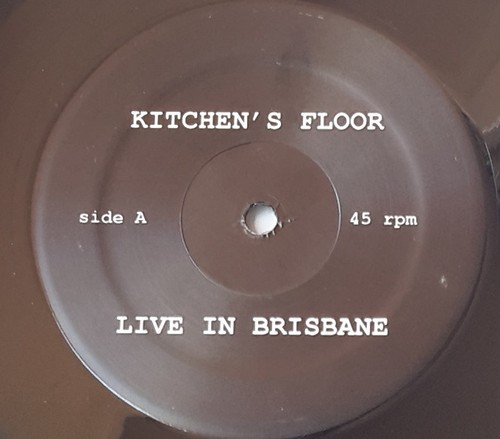 KITCHEN'S FLOOR
side A
45 rpm
LIVE IN BRISBANE